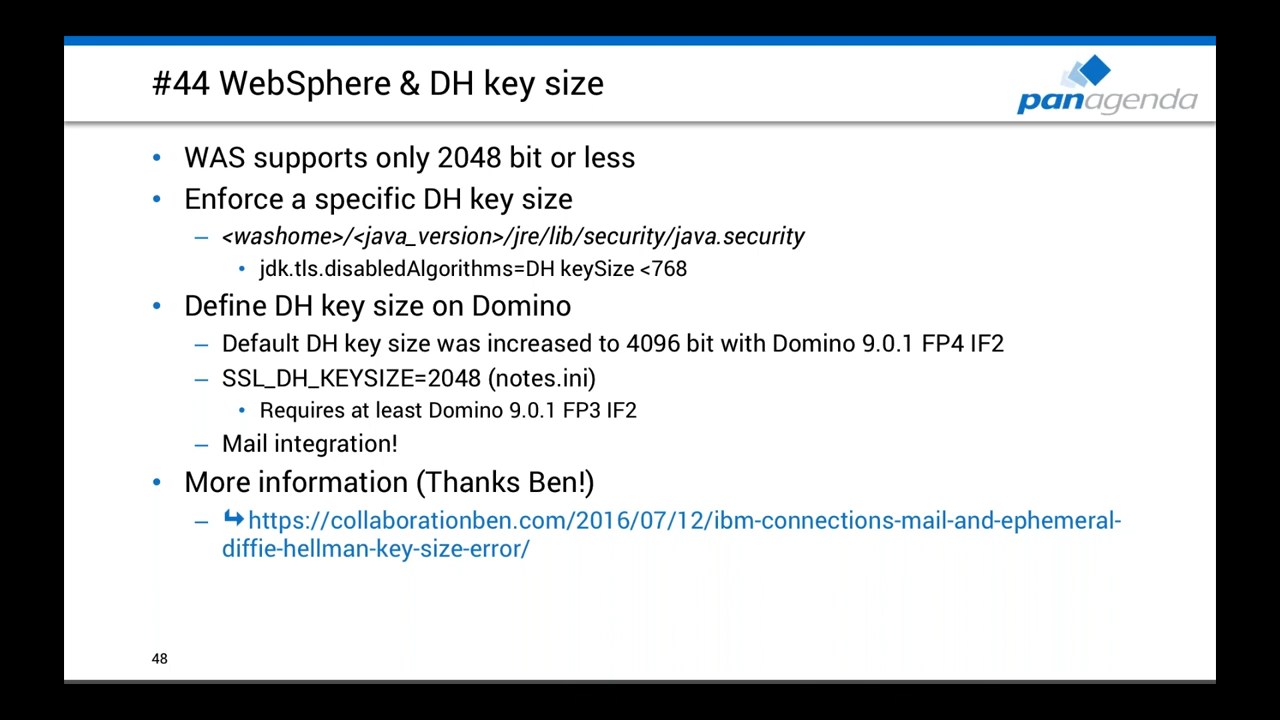 #44 WebSphere & DH key size
panagenda
• WAS supports only 2048 bit or less
• Enforce a specific DH key size
– <washome>/<java_version>/jre/lib/security/java.security
• jdk.tls.disabledAlgorithms=DH keySize <768
• Define DH key size on Domino
– Default DH key size was increased to 4096 bit with Domino 9.0.1 FP4 IF2
– SSL_DH_KEYSIZE=2048 (notes.ini)
• Requires at least Domino 9.0.1 FP3 IF2
– Mail integration!
• More information (Thanks Ben!)
– ↪https://collaborationben.com/2016/07/12/ibm-connections-mail-and-ephemeral-
diffie-hellman-key-size-error/
48